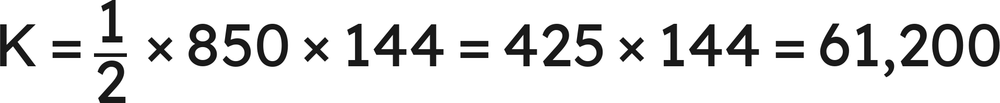 K = 1/2 × 850 × 144 = 425 × 144 = 61,200